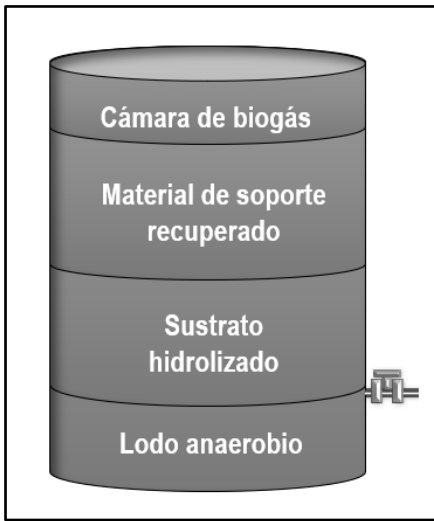 Cámara de biogás
Material de soporte
recuperado
Sustrato
hidrolizado
Lodo anaerobio